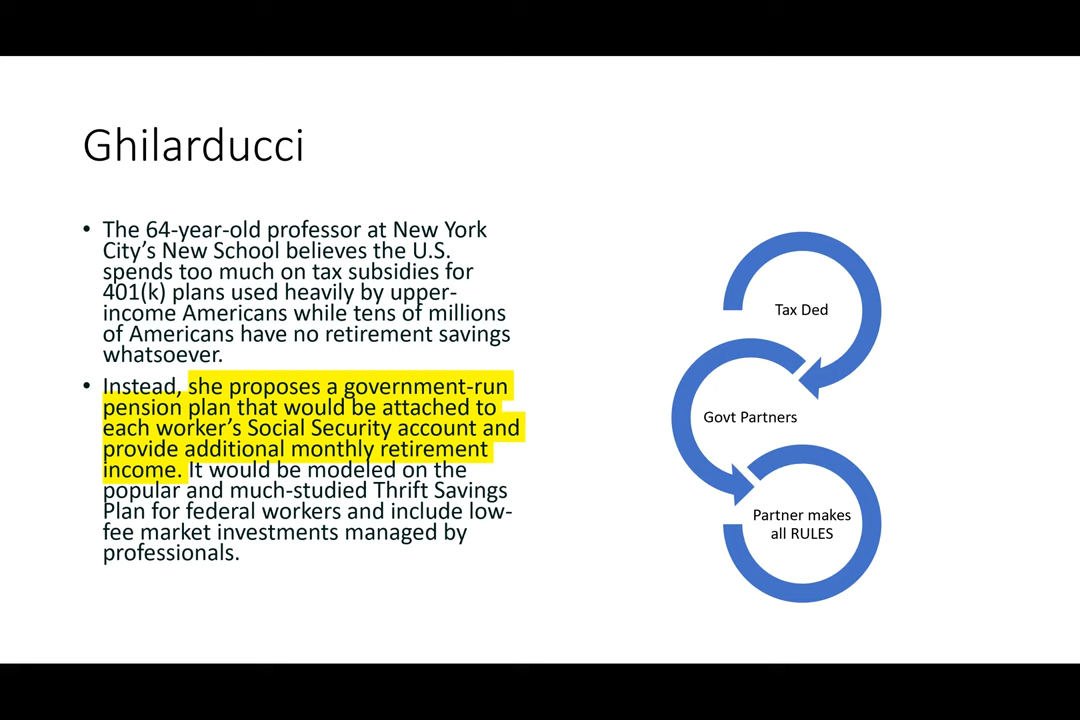 Ghilarducci
• The 64-year-old professor at New York
City’s New School believes the U.S.
spends too much on tax subsidies for
401(k) plans used heavily by upper-
income Americans while tens of millions
of Americans have no retirement savings
whatsoever.
• Instead, she proposes a government-run
pension plan that would be attached to
each worker’s Social Security account and
provide additional monthly retirement
income. It would be modeled on the
popular and much-studied Thrift Savings
Plan for federal workers and include low-
fee market investments managed by
professionals.
Tax Ded
Govt Partners
Partner makes
all RULES